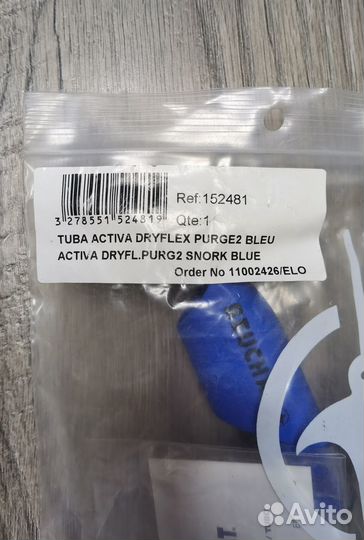 Ref:152481
3 278551 524819
Qte:1
TUBA ACTIVA DRYFLEX PURGE2 BLEU
ACTIVA DRYFL.PURG2 SNORK BLUE
Order No 11002426/ELO
BEUCHA
T.
Avito